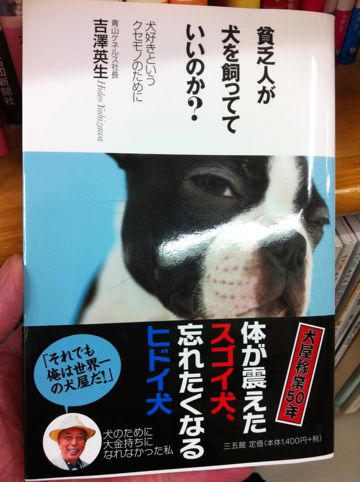 貧乏人が
犬を飼ってて
いいのか?
犬好きという
クセモノのために
青山ケネルズ社長
吉澤英生 Hideo Yoshizawa
体が震えた
スゴイ犬、
忘れたくなる
ヒドイ犬
犬屋稼業50年
「それでも
俺は世界一
の犬屋だ!」
犬のために
大金持ちに
なれなかった私
三五館 定価(本体1,400円+税)